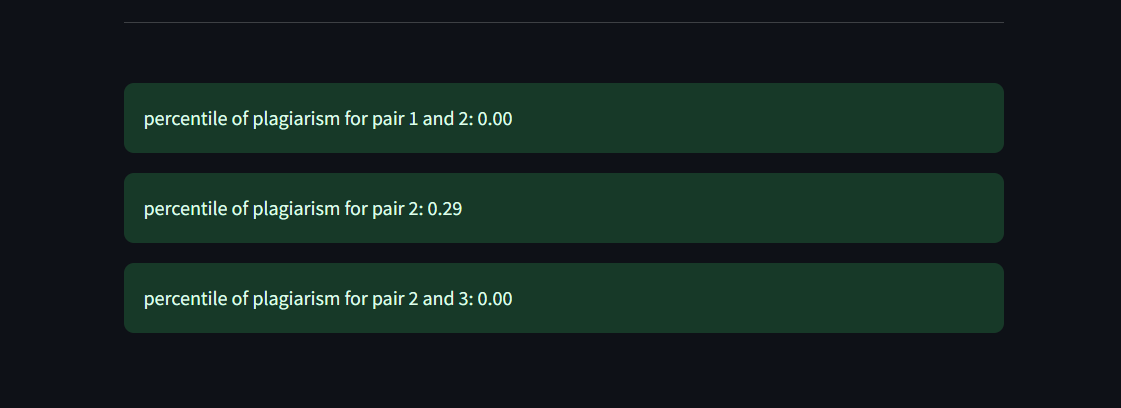 percentile of plagiarism for pair 1 and 2: 0.00
percentile of plagiarism for pair 2: 0.29
percentile of plagiarism for pair 2 and 3: 0.00